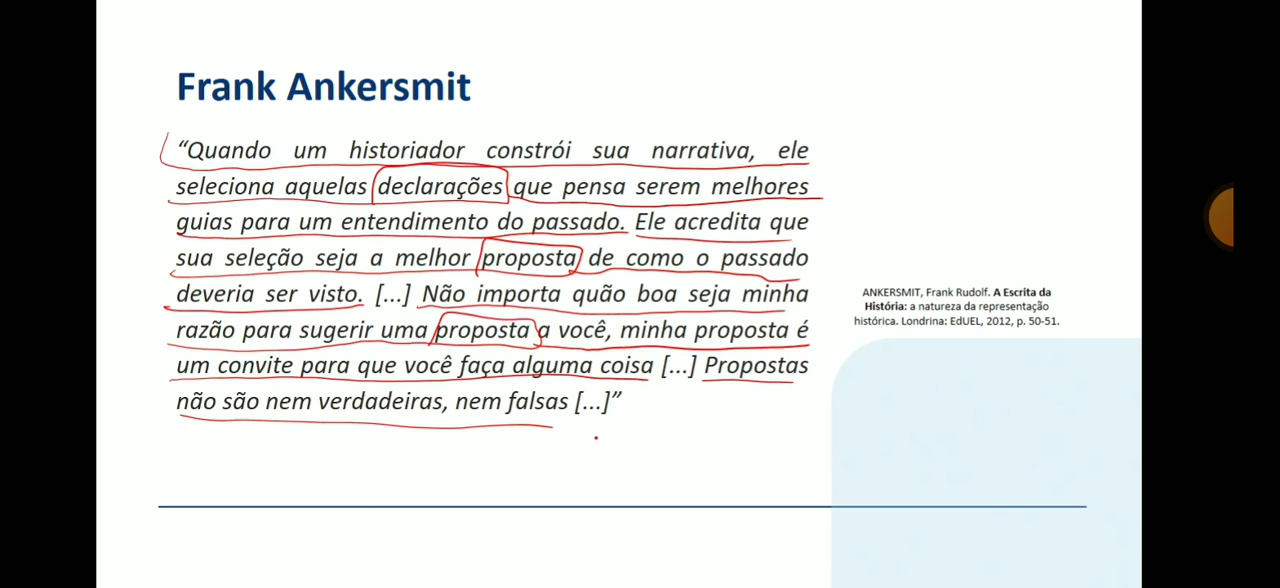 Frank Ankersmit
“Quando um historiador constrói sua narrativa, ele
seleciona aquelas declarações que pensa serem melhores
guias para um entendimento do passado. Ele acredita que
sua seleção seja a melhor proposta de como o passado
deveria ser visto. [...] Não importa quão boa seja minha
razão para sugerir uma proposta a você, minha proposta é
um convite para que você faça alguma coisa [...] Propostas
não são nem verdadeiras, nem falsas [...]”
ANKERSMIT, Frank Rudolf. A Escrita da
História: a natureza da representação
histórica. Londrina: EdUEL, 2012, p. 50-51.